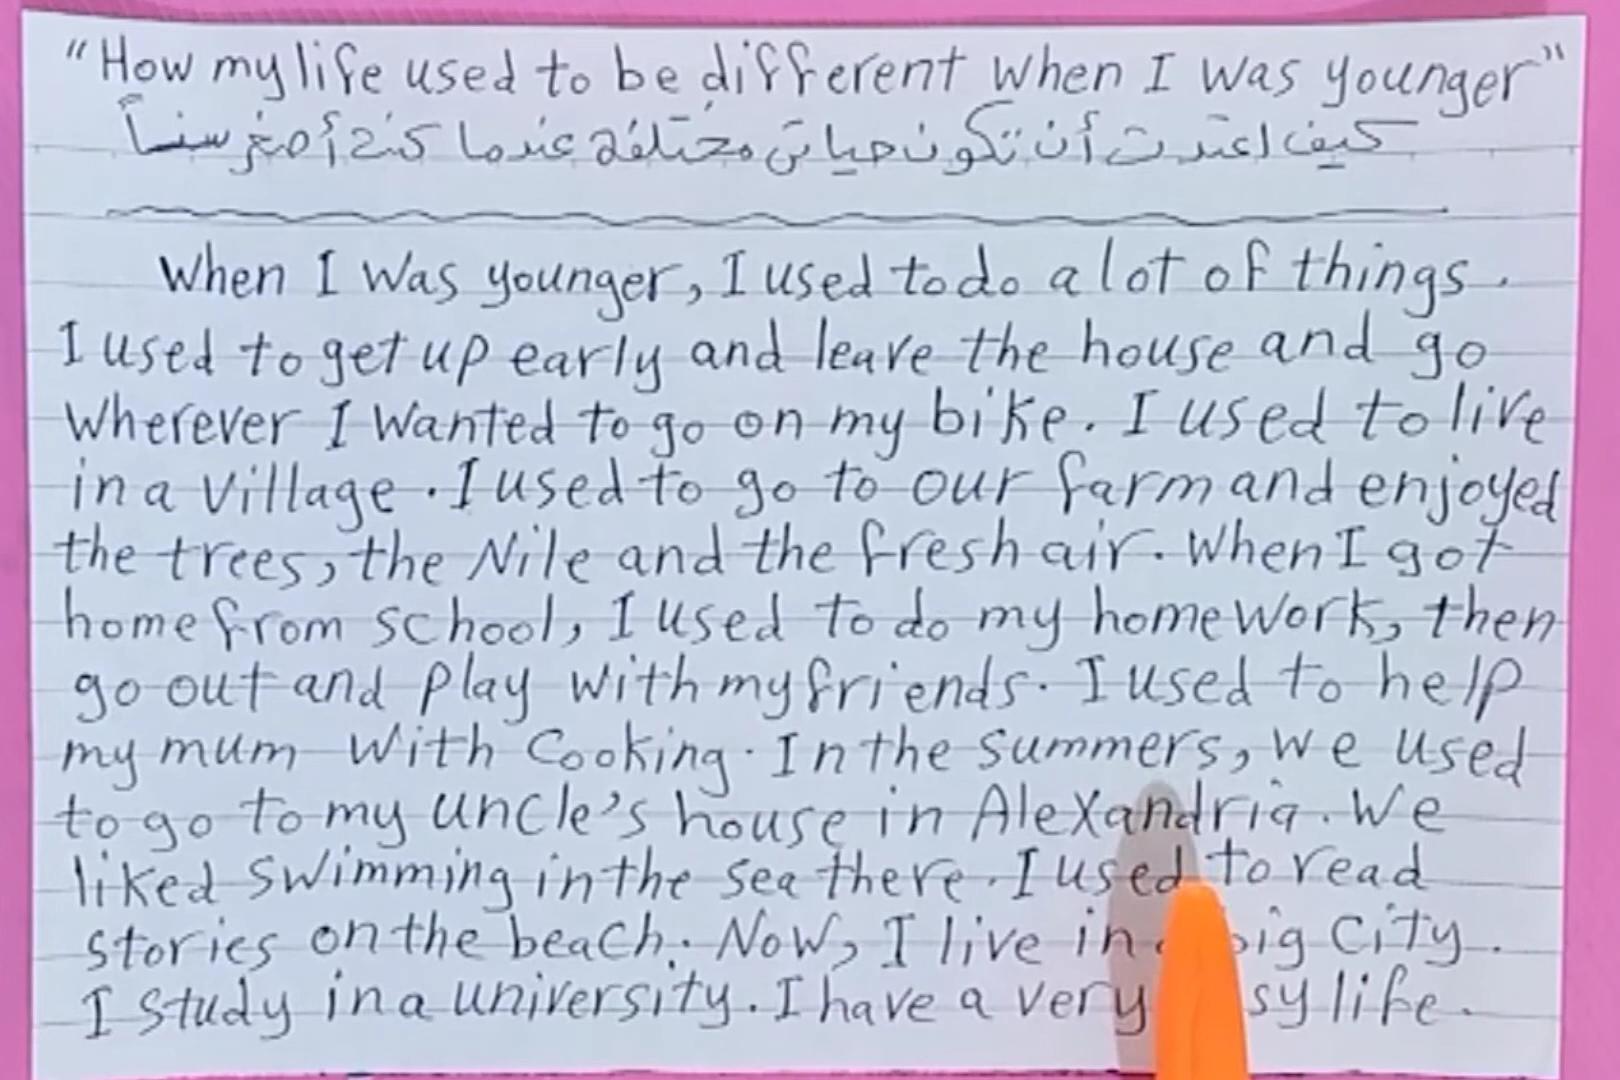 "How my life used to be different when I was younger"
كيف اعتدت أن تكون حياتى مختلفة عندما كنت أصغر سناً
When I was younger, I used to do a lot of things.
I used to get up early and leave the house and go
wherever I wanted to go on my bike. I used to live
in a village. I used to go to our farm and enjoyed
the trees, the Nile and the fresh air. When I got
home from school, I used to do my homework, then
go out and play with my friends. I used to help
my mum with cooking. In the summers, we used
to go to my uncle's house in Alexandria. We
liked swimming in the sea there. I used to read
stories on the beach. Now, I live in big city.
I study in a university. I have a very life.